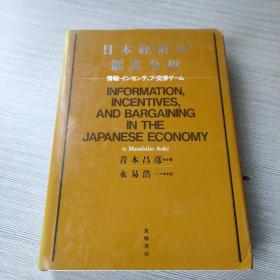 日本経済の
制度分析
情報・インセンティブ・交渉ゲーム
INFORMATION,
INCENTIVES,
AND BARGAINING
IN THE
JAPANESE ECONOMY
by Masahiko Aoki
青木昌彦
永易浩一
筑摩書房